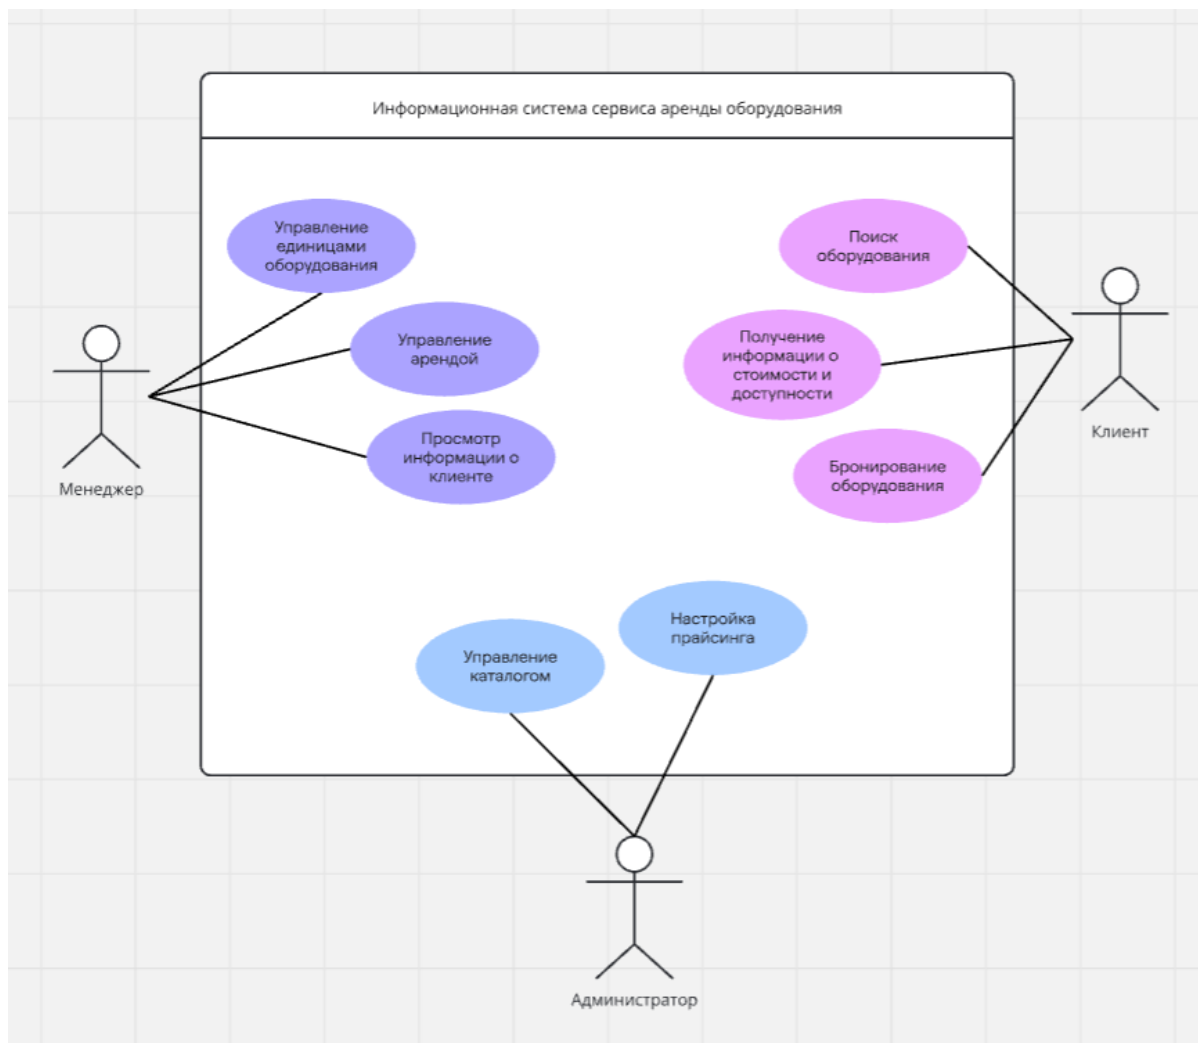 Информационная система сервиса аренды оборудования
Управление
единицами
оборудования
Поиск
оборудования
Управление
арендой
Получение
информации о
стоимости и
доступности
Просмотр
информации о
клиенте
Бронирование
оборудования
Клиент
Менеджер
Настройка
прайсинга
Управление
каталогом
Администратор